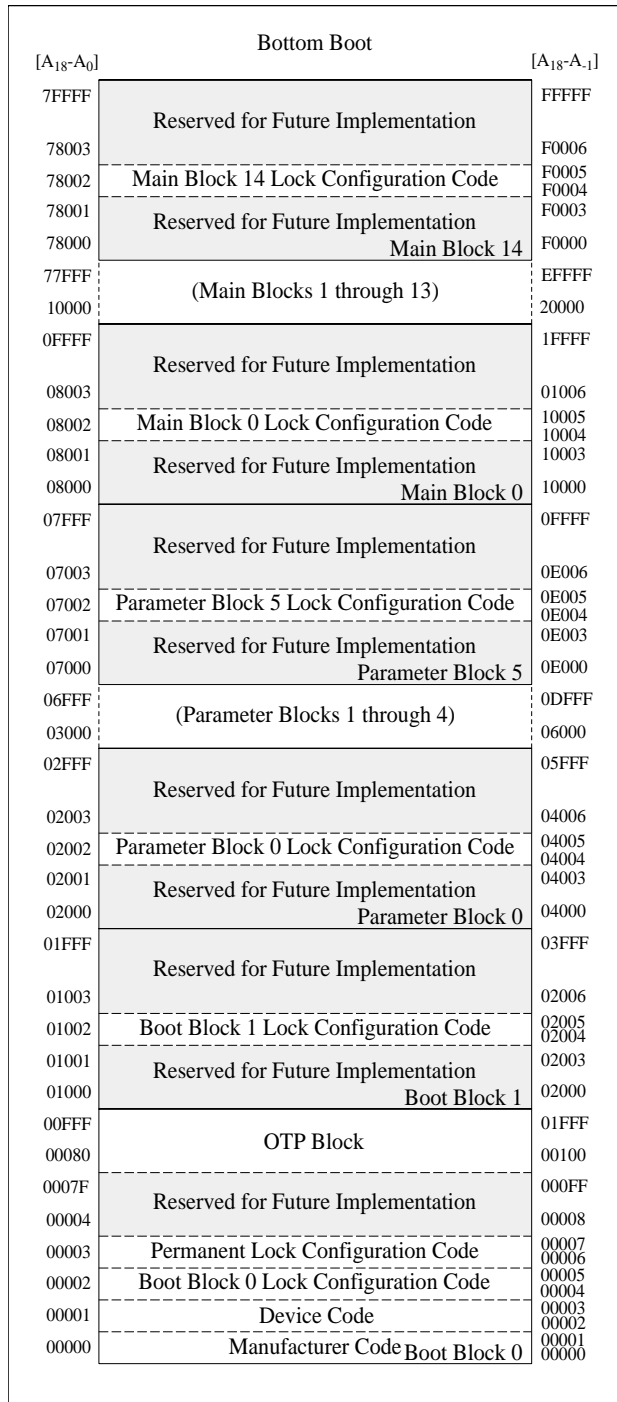 Bottom Boot
[A18-A0] [A18-A-1]
7FFFF FFFFF
Reserved for Future Implementation
78003 F0006
78002 Main Block 14 Lock Configuration Code F0005
F0004
78001 F0003
Reserved for Future Implementation
78000 Main Block 14 F0000
77FFF EFFFF
(Main Blocks 1 through 13)
10000 20000
0FFFF 1FFFF
Reserved for Future Implementation
08003 01006
08002 Main Block 0 Lock Configuration Code 10005
10004
08001 10003
Reserved for Future Implementation
08000 Main Block 0 10000
07FFF 0FFFF
Reserved for Future Implementation
07003 0E006
07002 Parameter Block 5 Lock Configuration Code 0E005
0E004
07001 0E003
Reserved for Future Implementation
07000 Parameter Block 5 0E000
06FFF 0DFFF
(Parameter Blocks 1 through 4)
03000 06000
02FFF 05FFF
Reserved for Future Implementation
02003 04006
02002 Parameter Block 0 Lock Configuration Code 04005
04004
02001 04003
Reserved for Future Implementation
02000 Parameter Block 0 04000
01FFF 03FFF
Reserved for Future Implementation
01003 02006
01002 Boot Block 1 Lock Configuration Code 02005
02004
01001 02003
Reserved for Future Implementation
01000 Boot Block 1 02000
00FFF 01FFF
OTP Block
00080 00100
0007F 000FF
Reserved for Future Implementation
00004 00008
00003 Permanent Lock Configuration Code 00007
00006
00002 Boot Block 0 Lock Configuration Code 00005
00004
00001 Device Code 00003
00002
00000 Manufacturer Code Boot Block 0 00001
00000